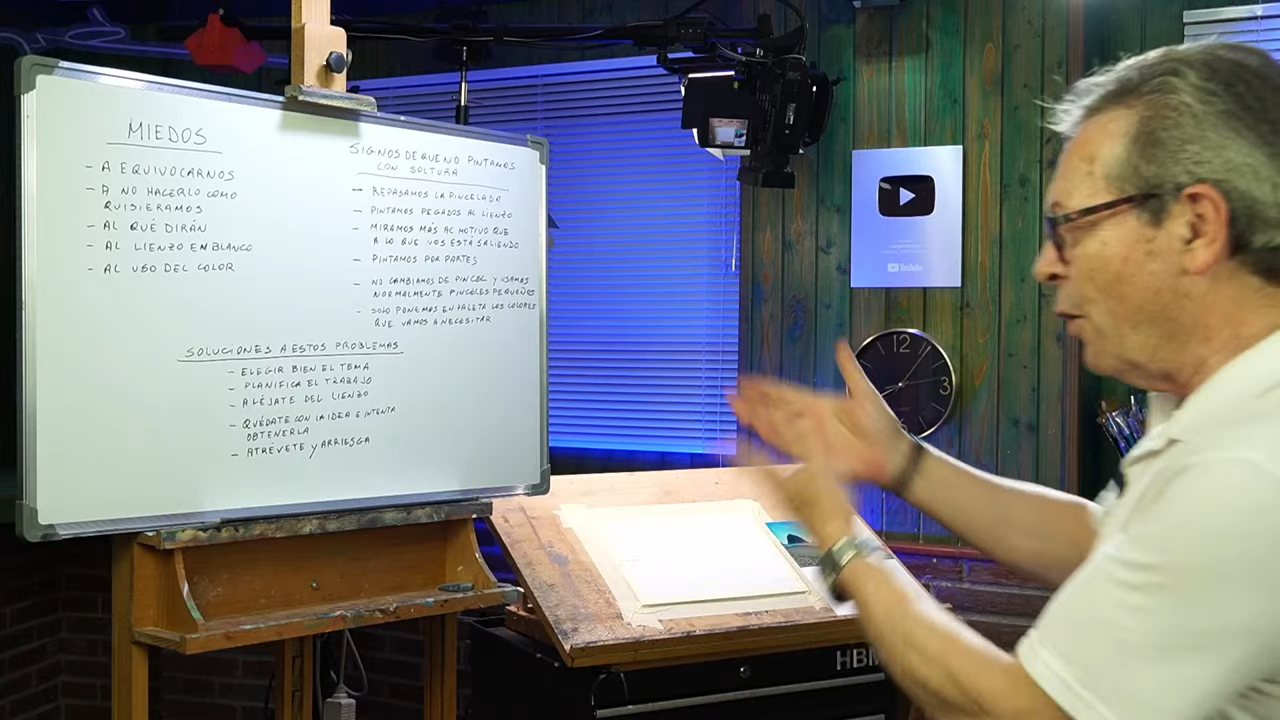 MIEDOS
- A EQUIVOCARNOS
- A NO HACERLO COMO
QUISIERAMOS
- AL QUÉ DIRÁN
- AL LIENZO EN BLANCO
- AL USO DEL COLOR
SIGNOS DE QUE NO PINTAMOS
CON SOLTURA
- REPASAMOS LA PINCELADA
- PINTAMOS PEGADOS AL LIENZO
- MIRAMOS MÁS AL MOTIVO QUE
A LO QUE NOS ESTÁ SALIENDO
- PINTAMOS POR PARTES
- NO CAMBIAMOS DE PINCEL Y USAMOS
NORMALMENTE PINCELES PEQUEÑOS
- SOLO PONEMOS EN PALETA LOS COLORES
QUE VAMOS A NECESITAR
SOLUCIONES A ESTOS PROBLEMAS
- ELEGIR BIEN EL TEMA
- PLANIFICA EL TRABAJO
- ALÉJATE DEL LIENZO
- QUÉDATE CON LA IDEA E INTENTA
OBTENERLA
- ATRÉVETE Y ARRIESGA
YouTube
12
3
HBM